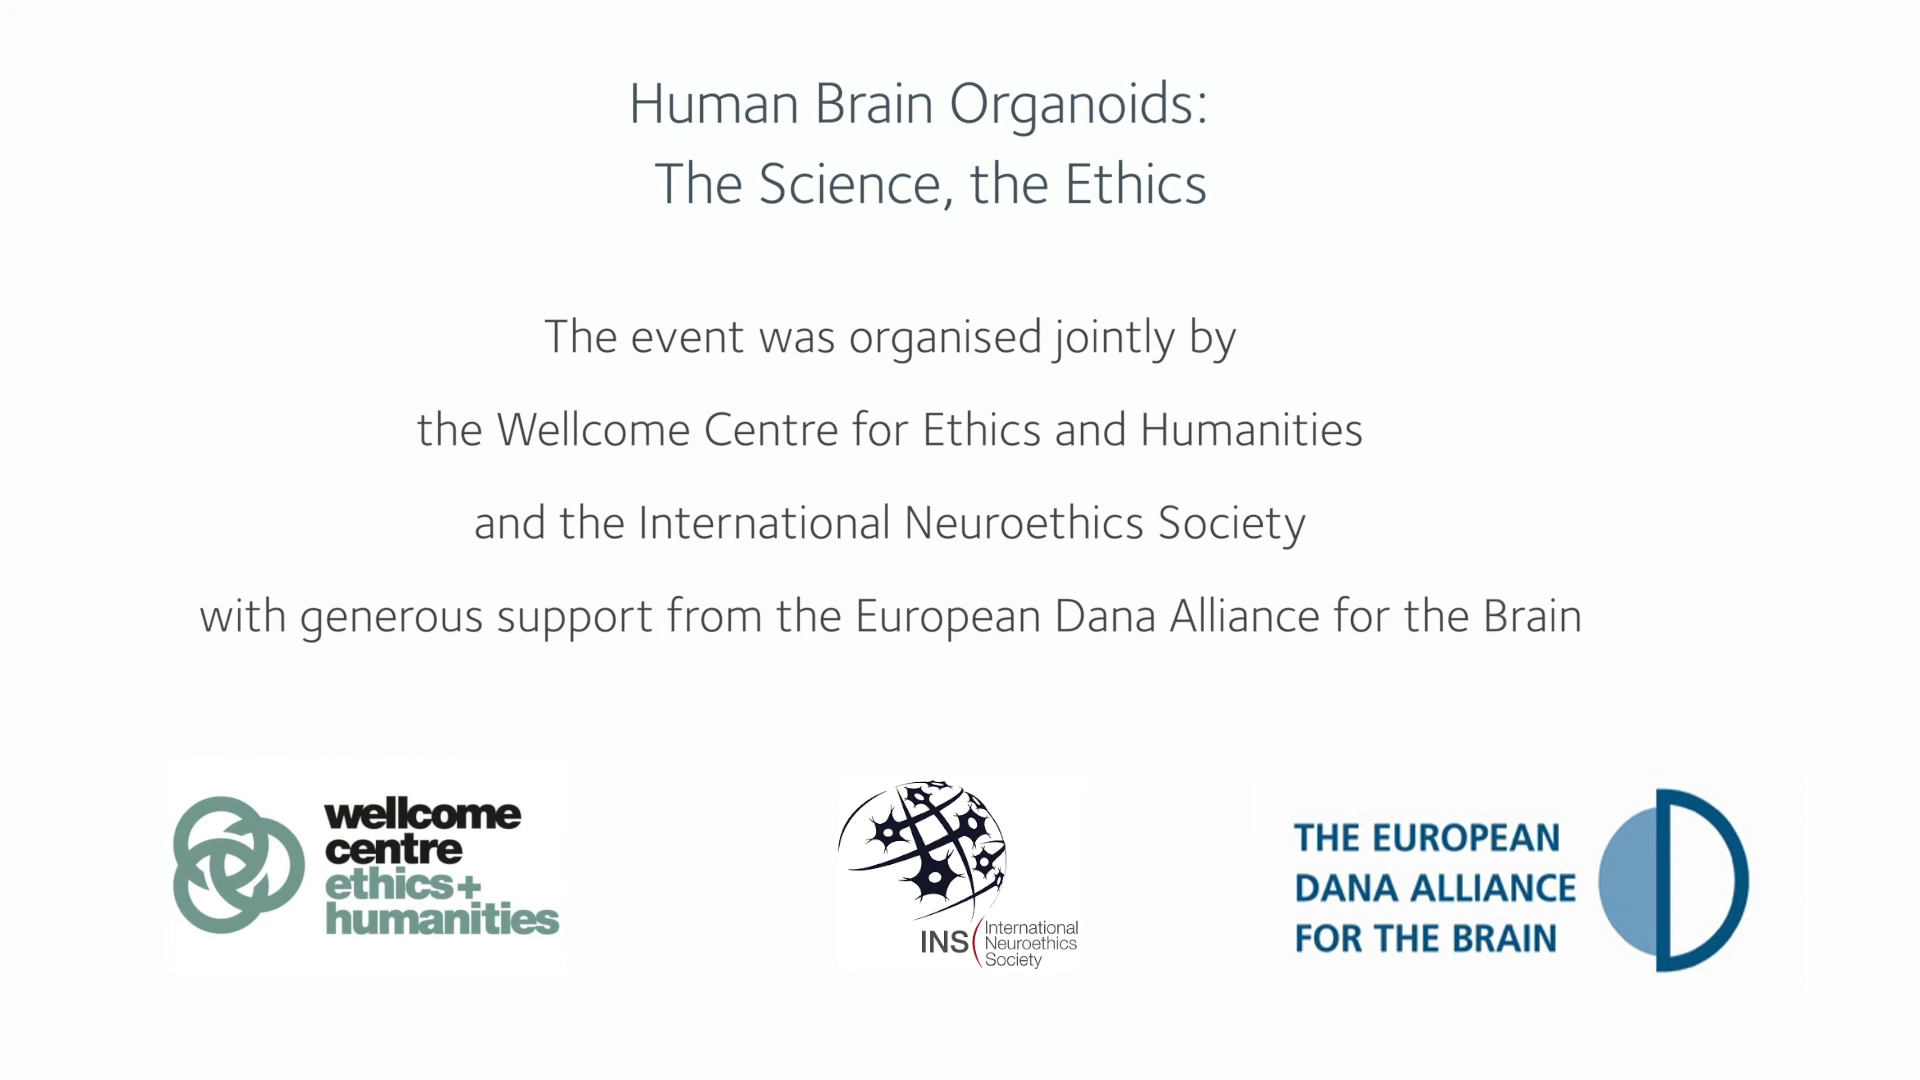 Human Brain Organoids:
The Science, the Ethics
The event was organised jointly by
the Wellcome Centre for Ethics and Humanities
and the International Neuroethics Society
with generous support from the European Dana Alliance for the Brain
wellcome
centre
ethics+
humanities
INS
International
Neuroethics
Society
THE EUROPEAN
DANA ALLIANCE
FOR THE BRAIN